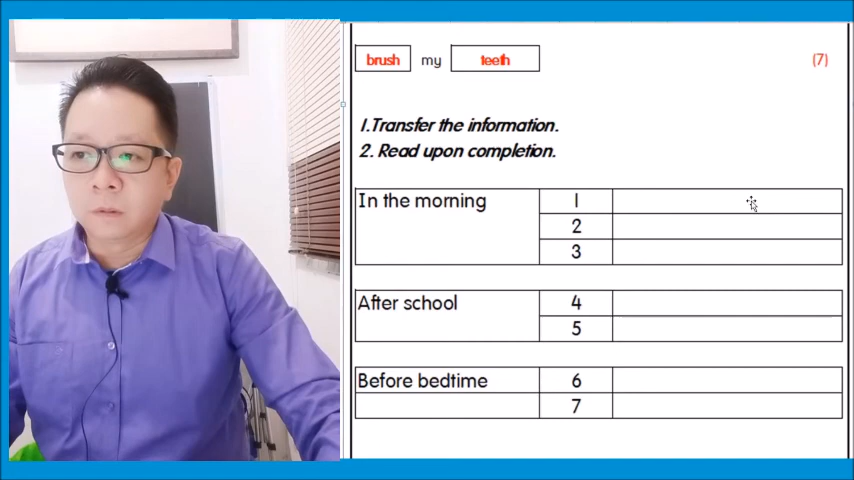 brush my teeth (7)
1.Transfer the information.
2. Read upon completion.
In the morning 1
2
3
After school 4
5
Before bedtime 6
7